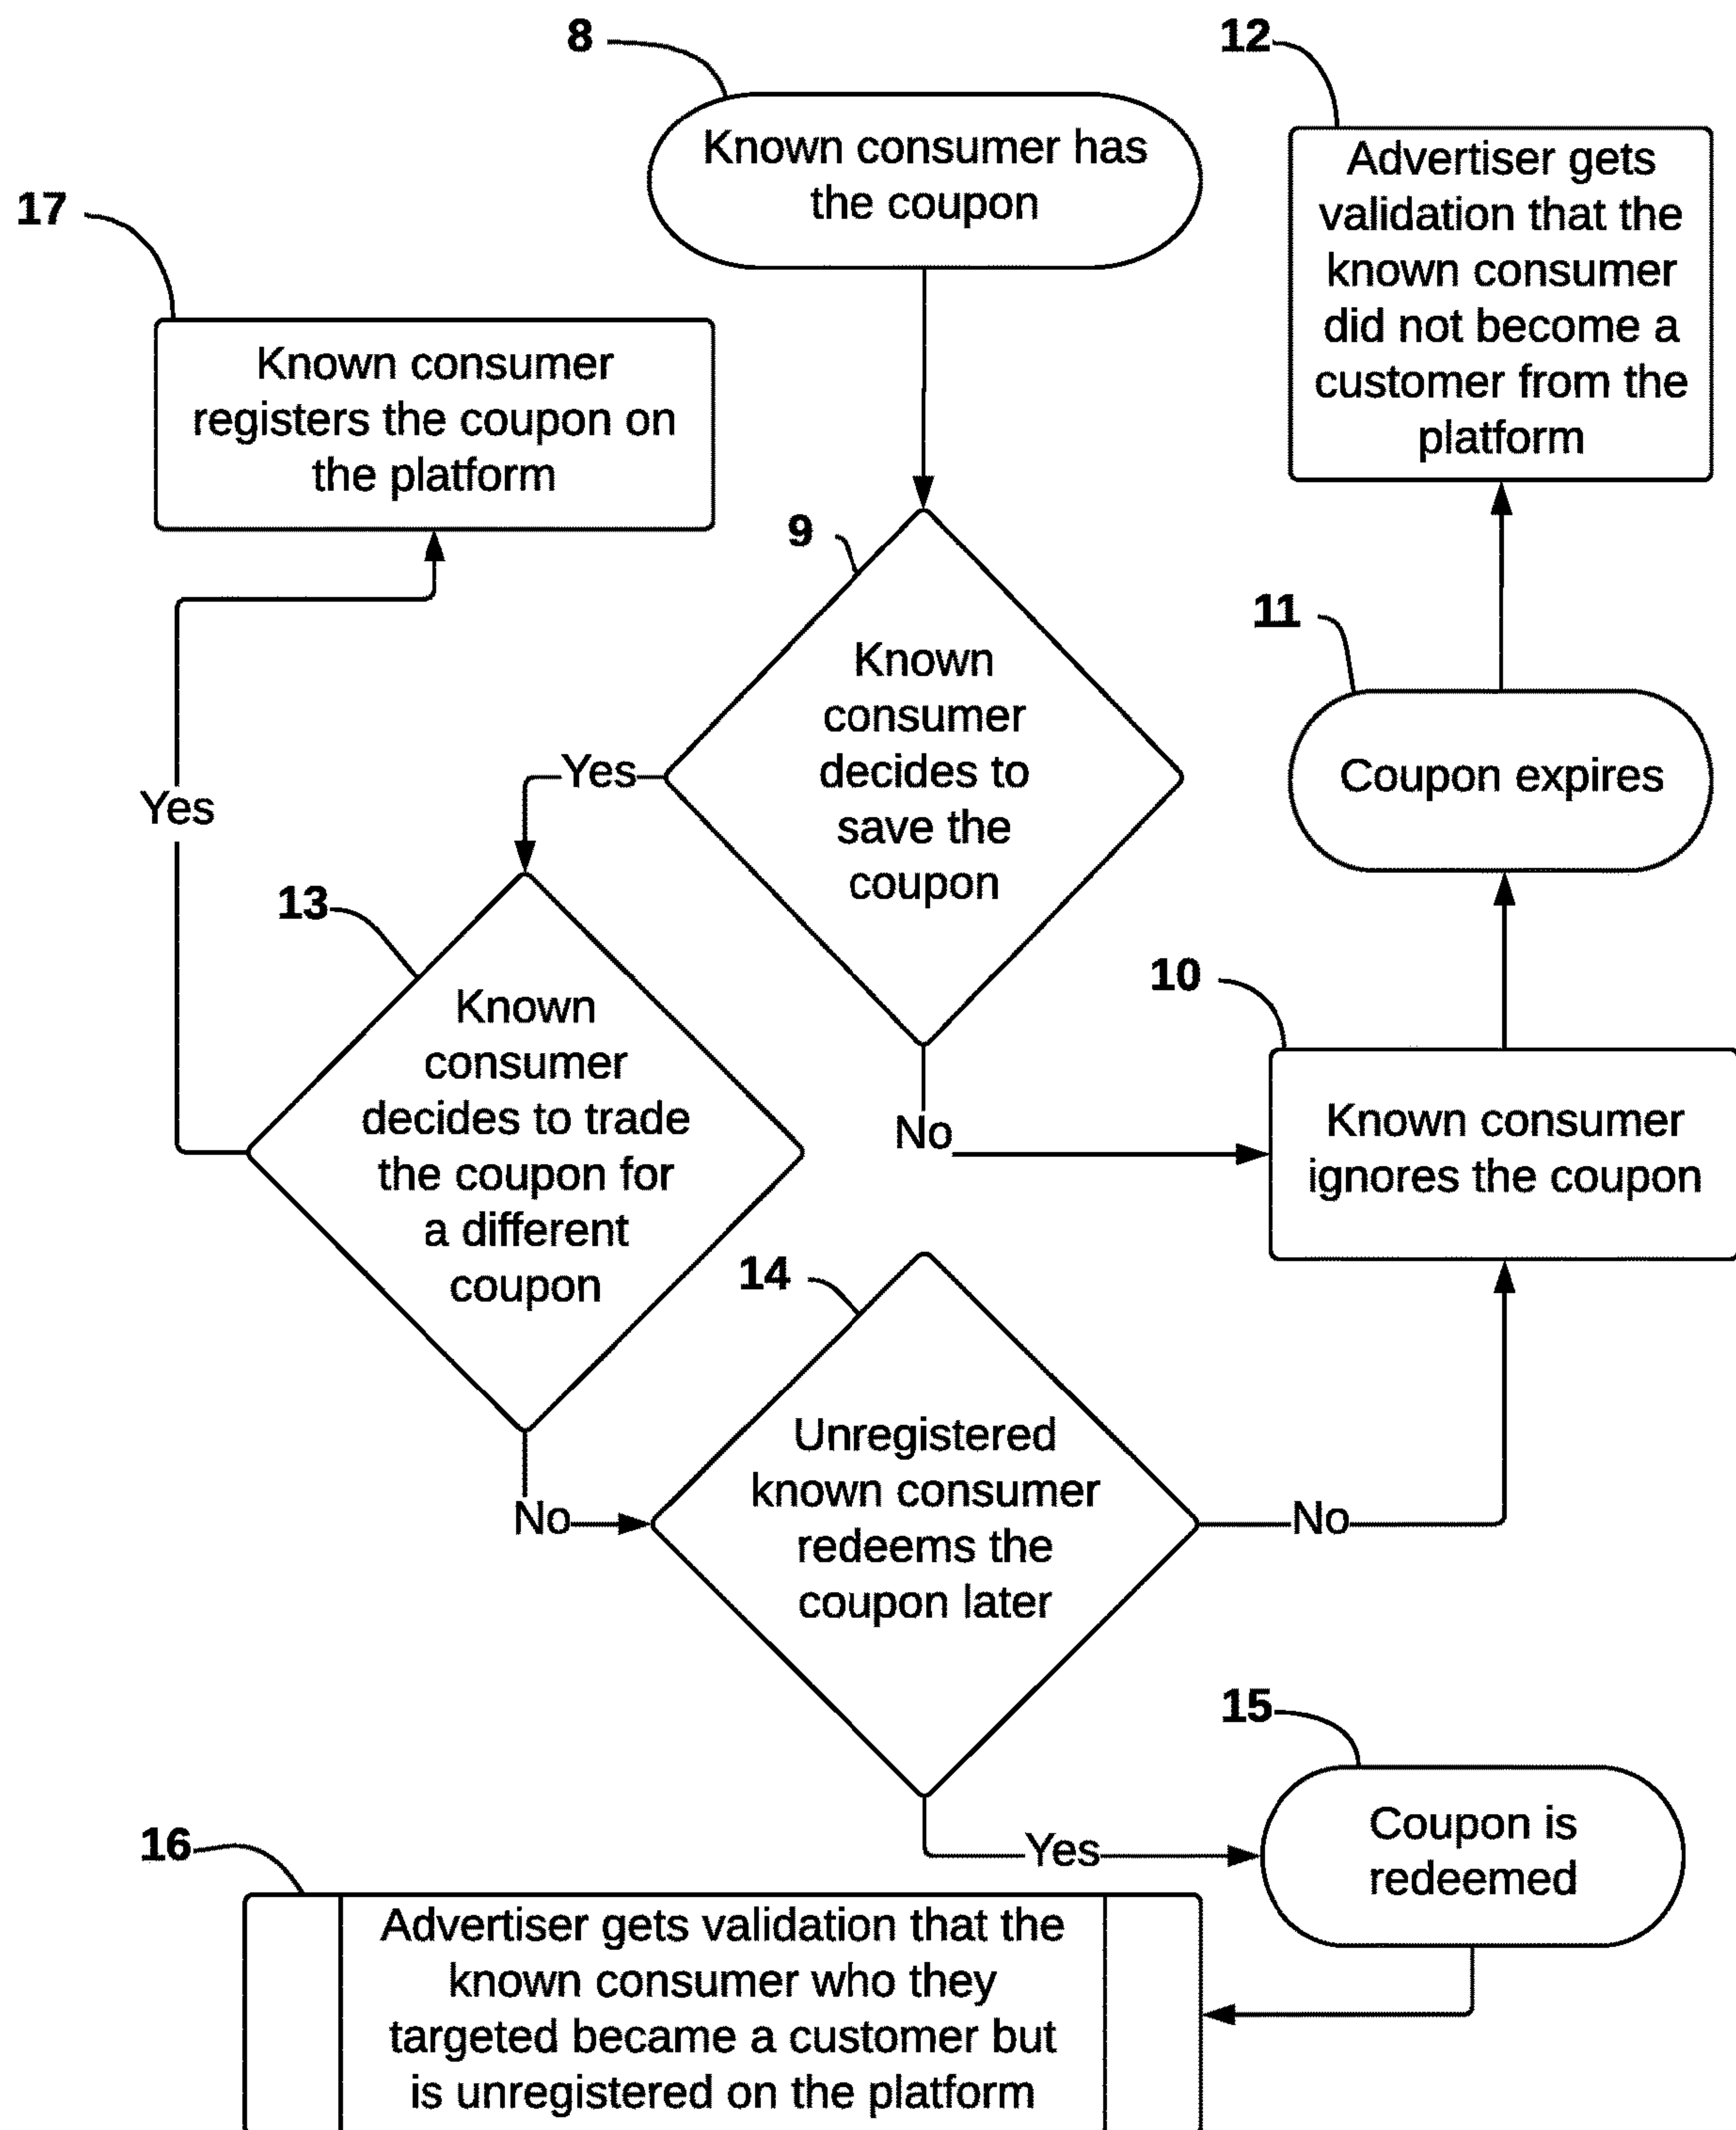 8
Known consumer has
the coupon
12
Advertiser gets
validation that the
known consumer
did not become a
customer from the
platform
17
Known consumer
registers the coupon on
the platform
9
Known
consumer
decides to
save the
coupon
Yes
No
11
Coupon expires
10
Known consumer
ignores the coupon
13
Known
consumer
decides to trade
the coupon for
a different
coupon
Yes
No
14
Unregistered
known consumer
redeems the
coupon later
No
Yes
15
Coupon is
redeemed
16
Advertiser gets validation that the
known consumer who they
targeted became a customer but
is unregistered on the platform